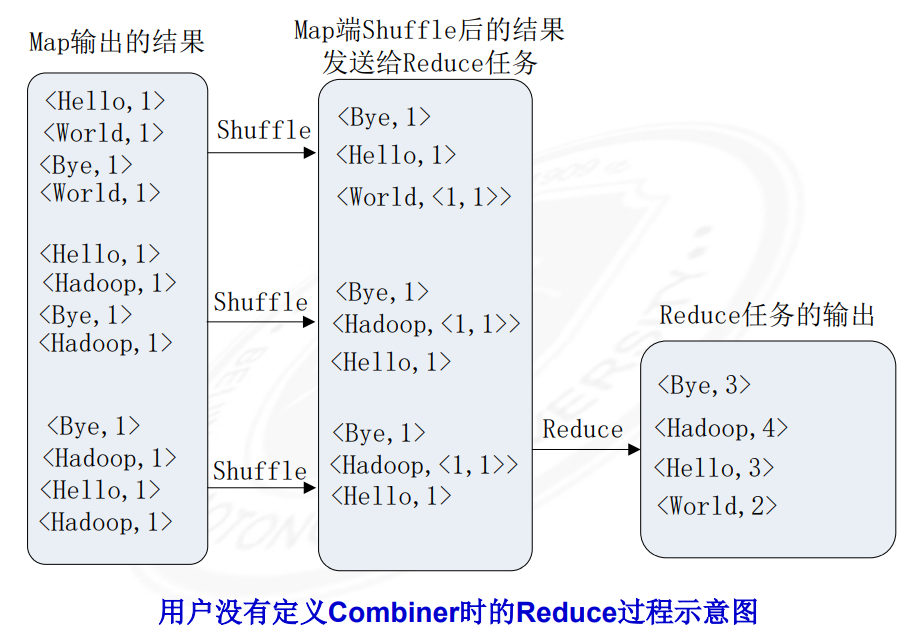 Map输出的结果
<Hello,1>
<World,1>
<Bye,1>
<World,1>
<Hello,1>
<Hadoop,1>
<Bye,1>
<Hadoop,1>
<Bye,1>
<Hadoop,1>
<Hello,1>
<Hadoop,1>
Shuffle
Shuffle
Shuffle
Map端Shuffle后的结果
发送给Reduce任务
<Bye,1>
<Hello,1>
<World,<1,1>>
<Bye,1>
<Hadoop,<1,1>>
<Hello,1>
<Bye,1>
<Hadoop,<1,1>>
<Hello,1>
Reduce
Reduce任务的输出
<Bye,3>
<Hadoop,4>
<Hello,3>
<World,2>
用户没有定义Combiner时的Reduce过程示意图